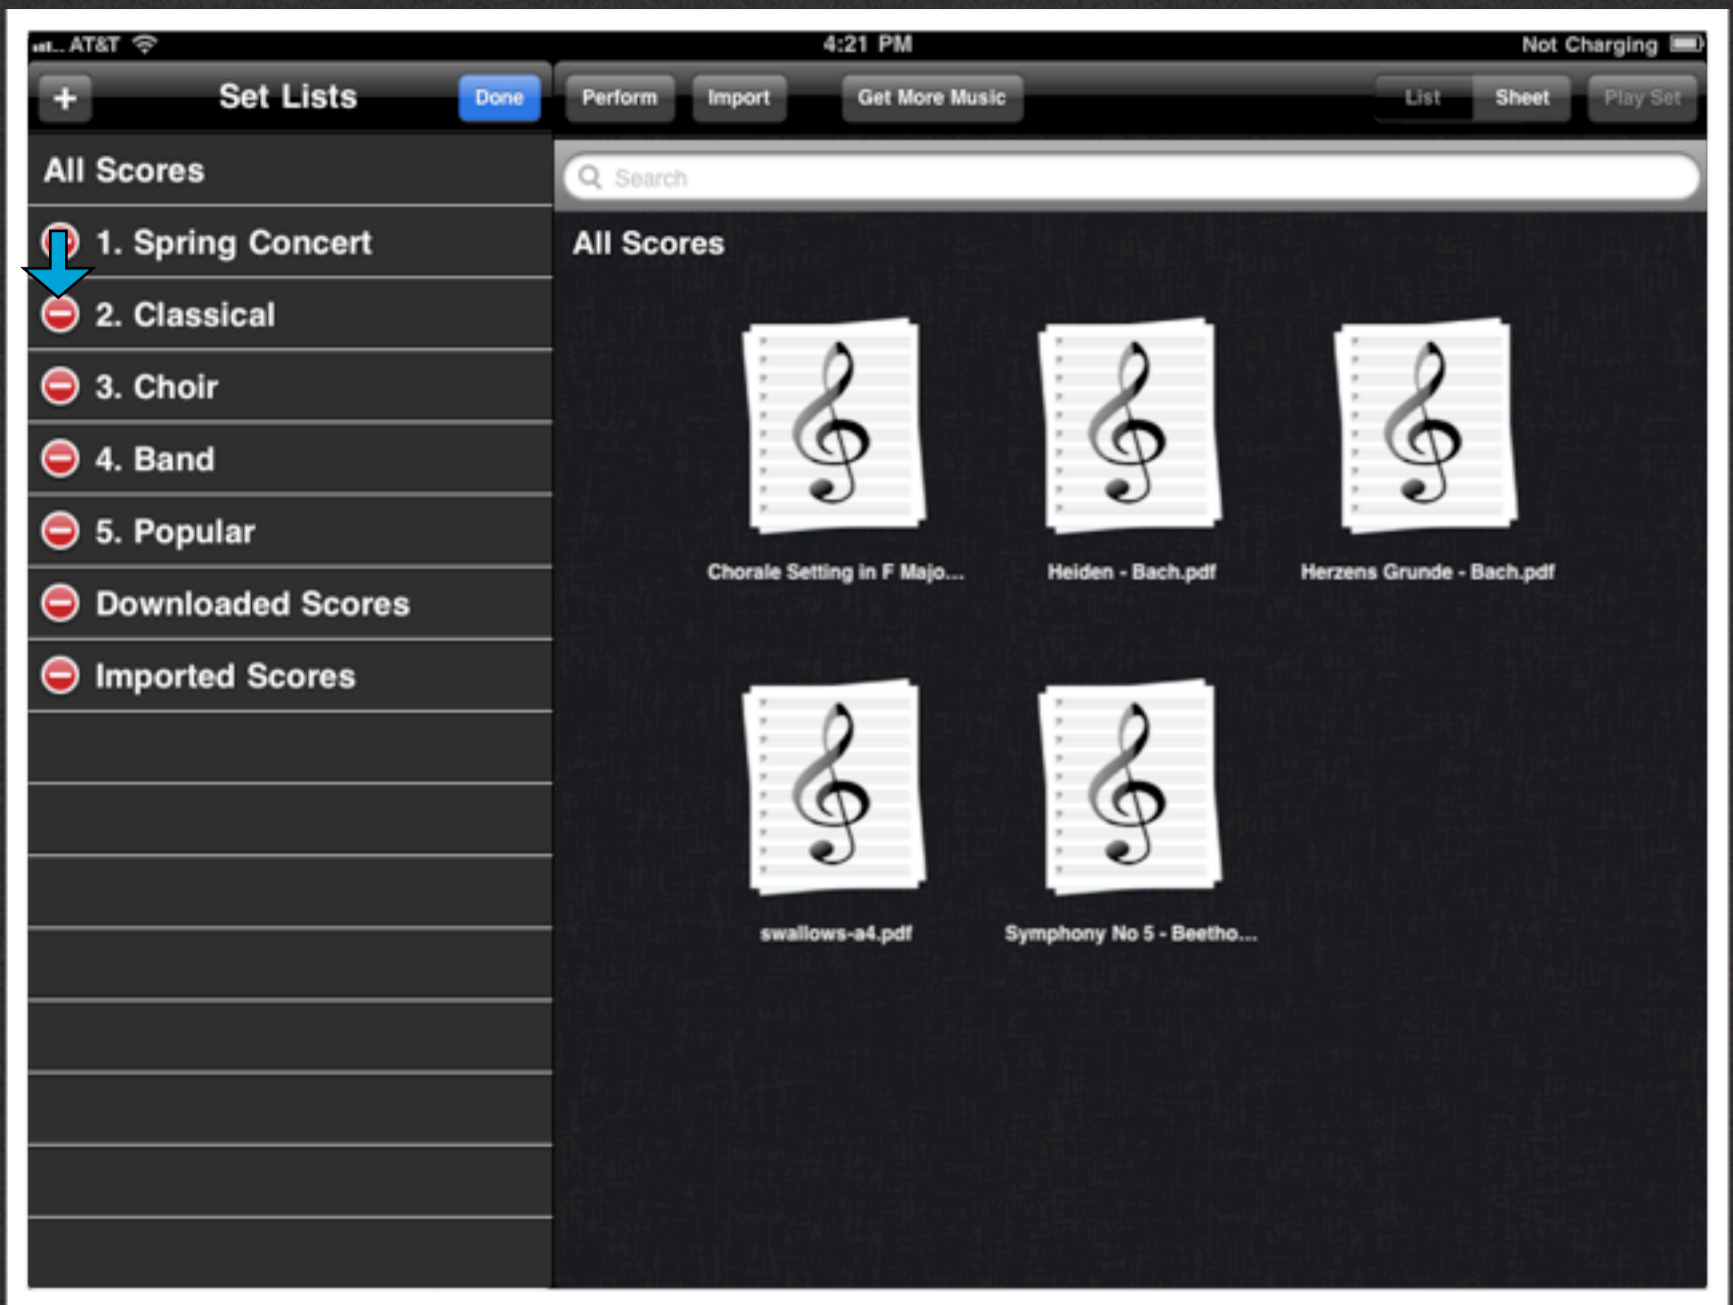 AT&T 4:21 PM Not Charging
+ Set Lists Done Perform Import Get More Music List Sheet Play Set
All Scores
1. Spring Concert
2. Classical
3. Choir
4. Band
5. Popular
Downloaded Scores
Imported Scores
Search
All Scores
Chorale Setting in F Majo... Heiden - Bach.pdf Herzens Grunde - Bach.pdf
swallows-a4.pdf Symphony No 5 - Beetho...